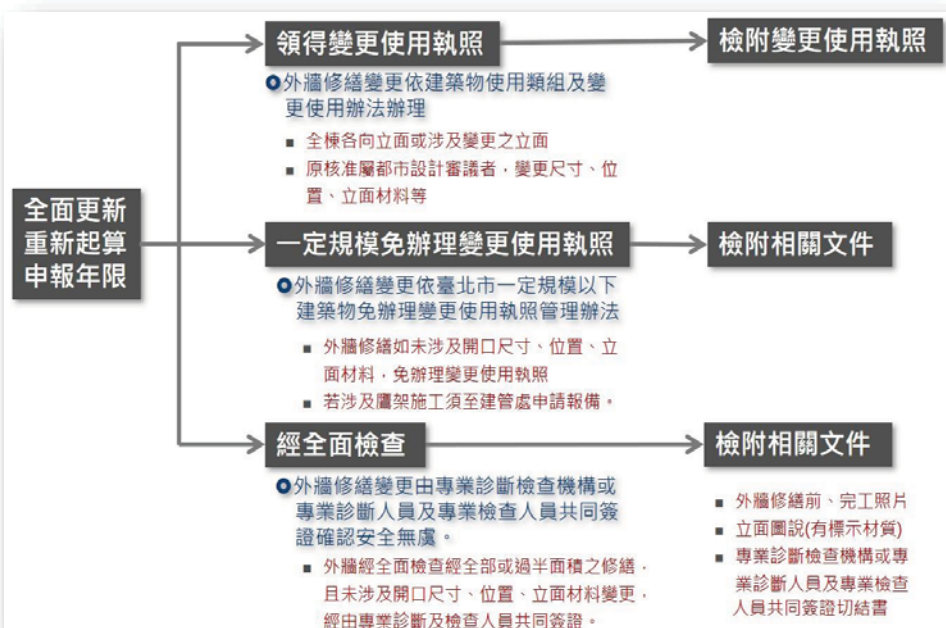 全面更新
重新起算
申報年限
領得變更使用執照
檢附變更使用執照
外牆修繕變更依建築物使用類組及變
更使用辦法辦理
全棟各向立面或涉及變更之立面
原核准屬都市設計審議者，變更尺寸、位
置、立面材料等
一定規模免辦理變更使用執照
檢附相關文件
外牆修繕變更依臺北市一定規模以下
建築物免辦理變更使用執照管理辦法
外牆修繕如未涉及開口尺寸、位置、立
面材料，免辦理變更使用執照
若涉及鷹架施工須至建管處申請報備。
經全面檢查
檢附相關文件
外牆修繕變更由專業診斷檢查機構或
專業診斷人員及專業檢查人員共同簽
證確認安全無虞。
外牆經全面檢查經全部或過半面積之修繕，
且未涉及開口尺寸、位置、立面材料變更，
經由專業診斷及檢查人員共同簽證。
外牆修繕前、完工照片
立面圖說(有標示材質)
專業診斷檢查機構或專
業診斷人員及專業檢查
人員共同簽證切結書